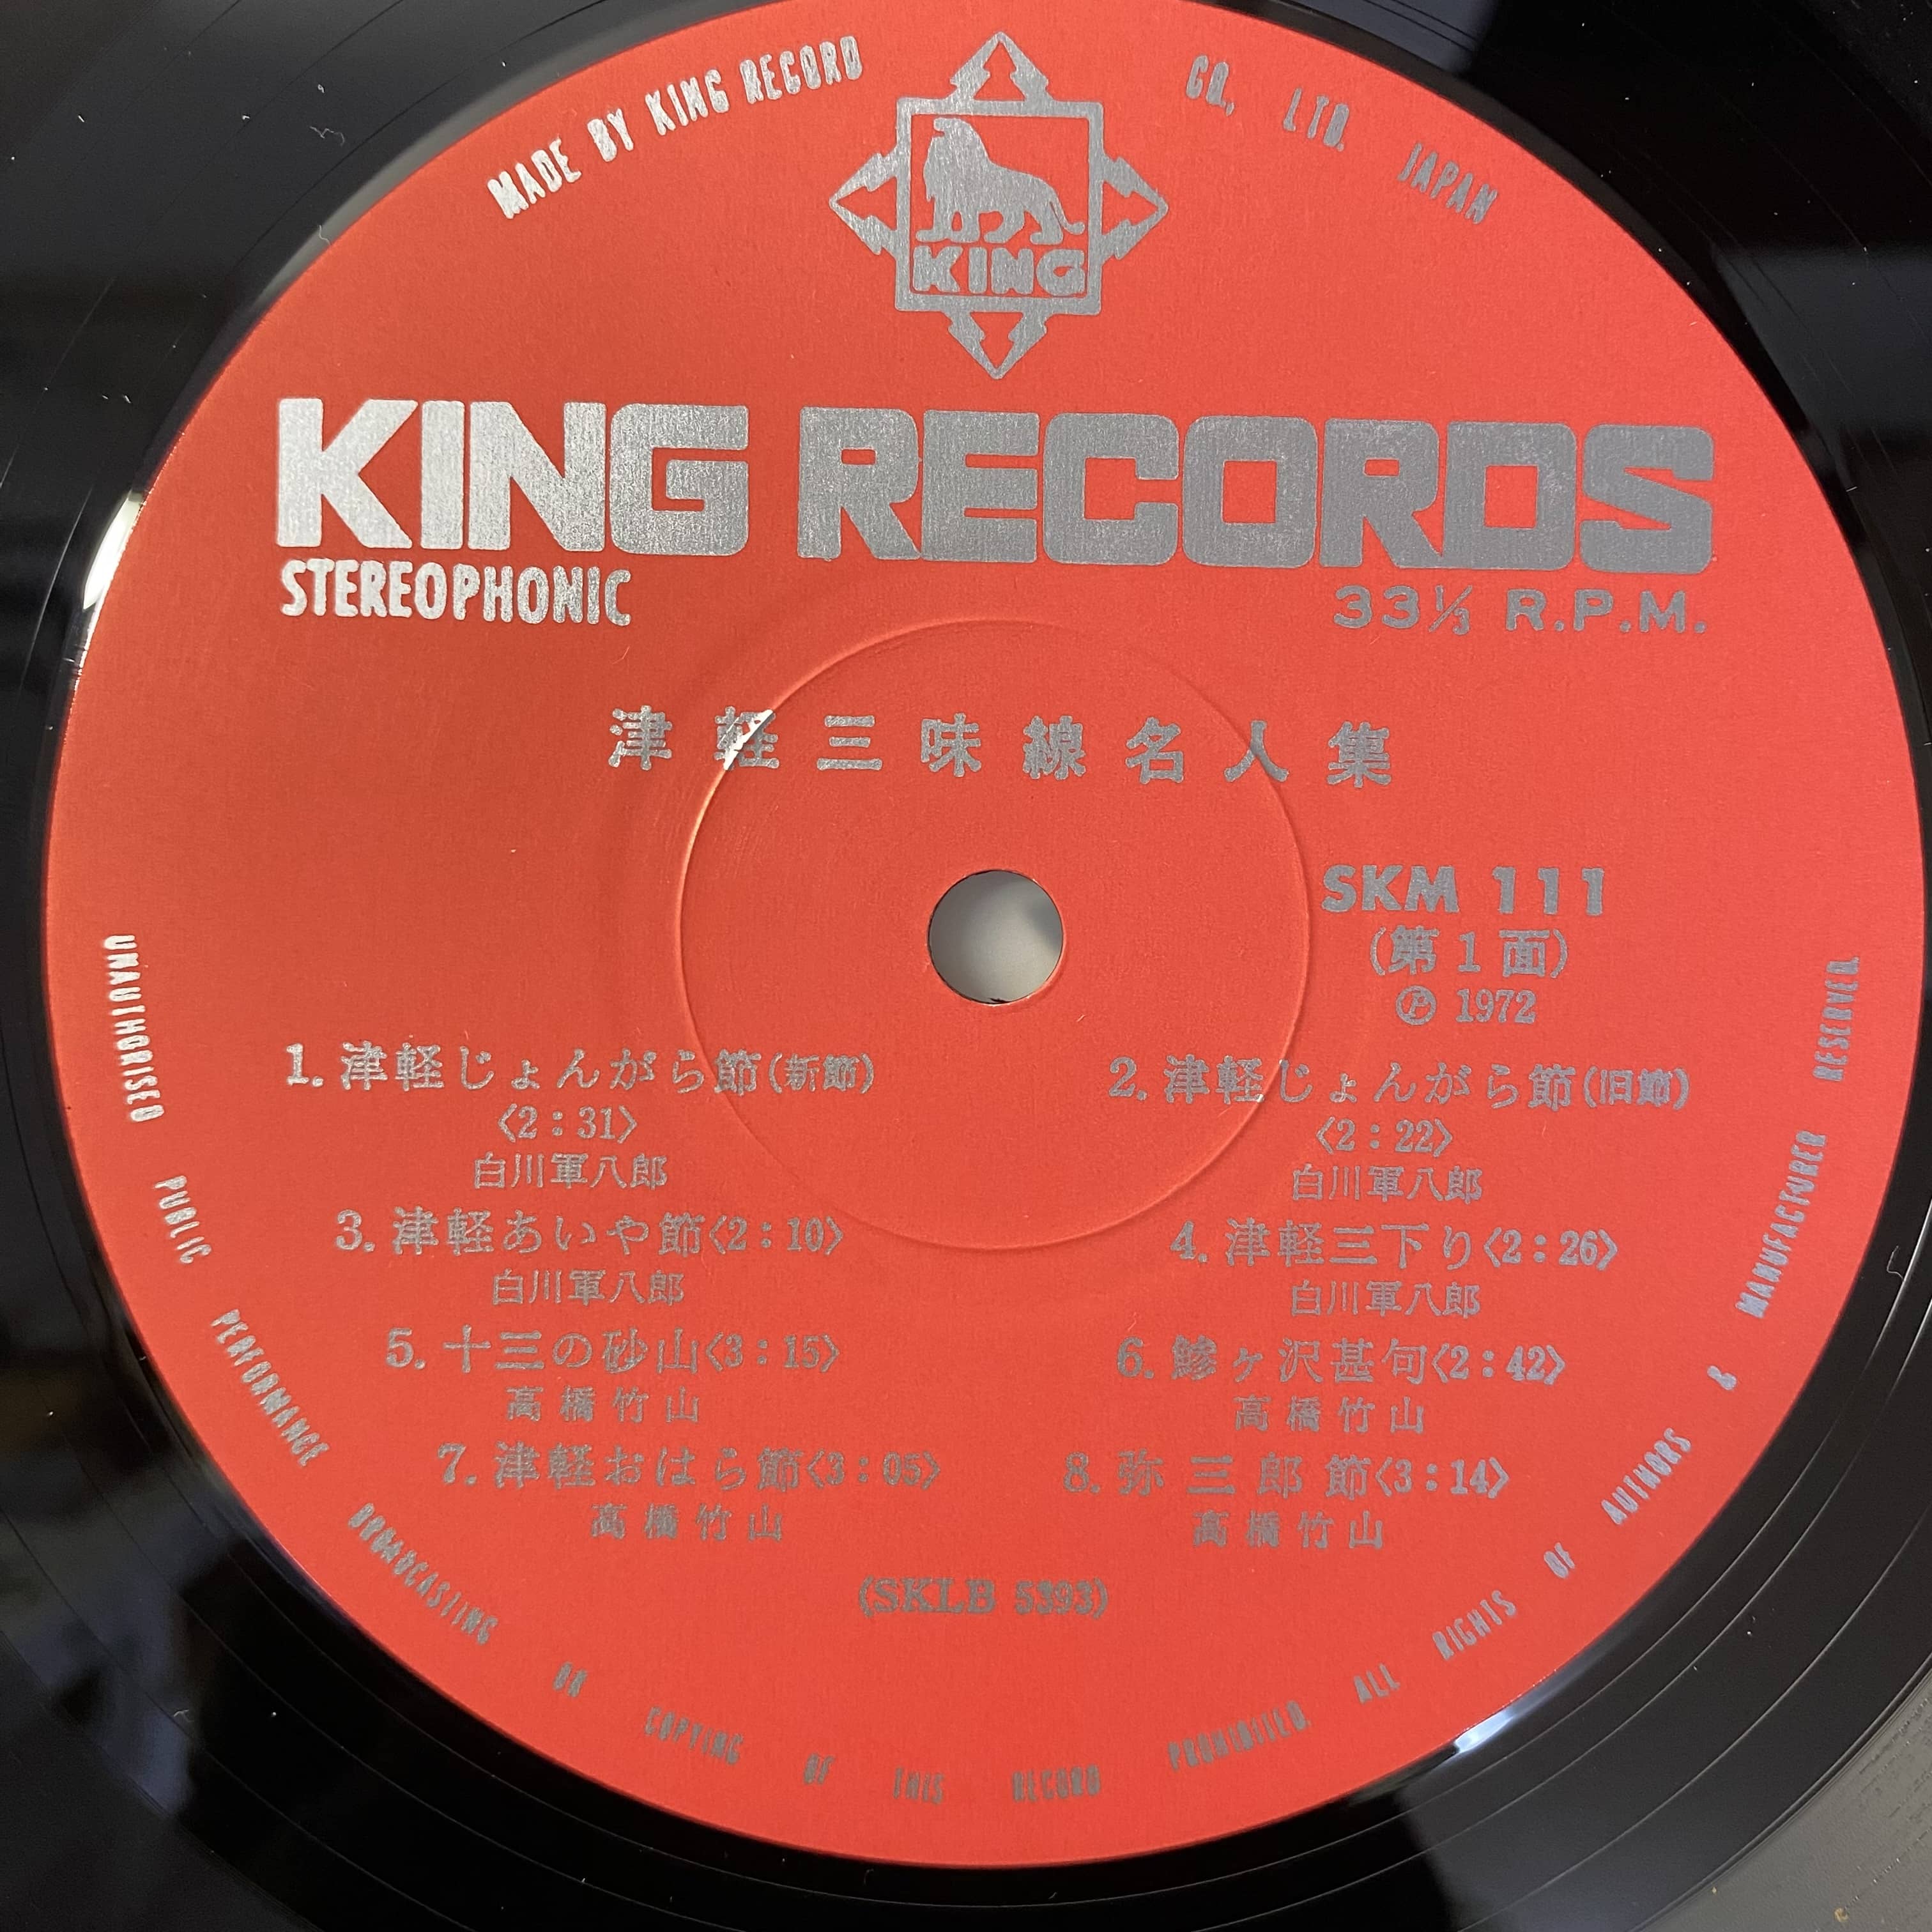 MADE BY KING RECORD CO., LTD. JAPAN
KING
KING RECORDS
STEREOPHONIC
33⅓ R.P.M.
津軽三味線名人集
SKM 111
(第1面)
Ⓟ 1972
1. 津軽じょんがら節(新節)
〈2:31〉
白川軍八郎
2. 津軽じょんがら節(旧節)
〈2:22〉
白川軍八郎
3. 津軽あいや節〈2:10〉
白川軍八郎
4. 津軽三下り〈2:26〉
白川軍八郎
5. 十三の砂山〈3:15〉
高橋竹山
6. 鯵ヶ沢甚句〈2:42〉
高橋竹山
7. 津軽おはら節〈3:05〉
高橋竹山
8. 弥三郎節〈3:14〉
高橋竹山
(SKLB 5393)
UNAUTHORISED PUBLIC PERFORMANCE BROADCASTING OR COPYING OF THIS RECORD PROHIBITED. ALL RIGHTS OF AUTHORS & MANUFACTURER RESERVED.